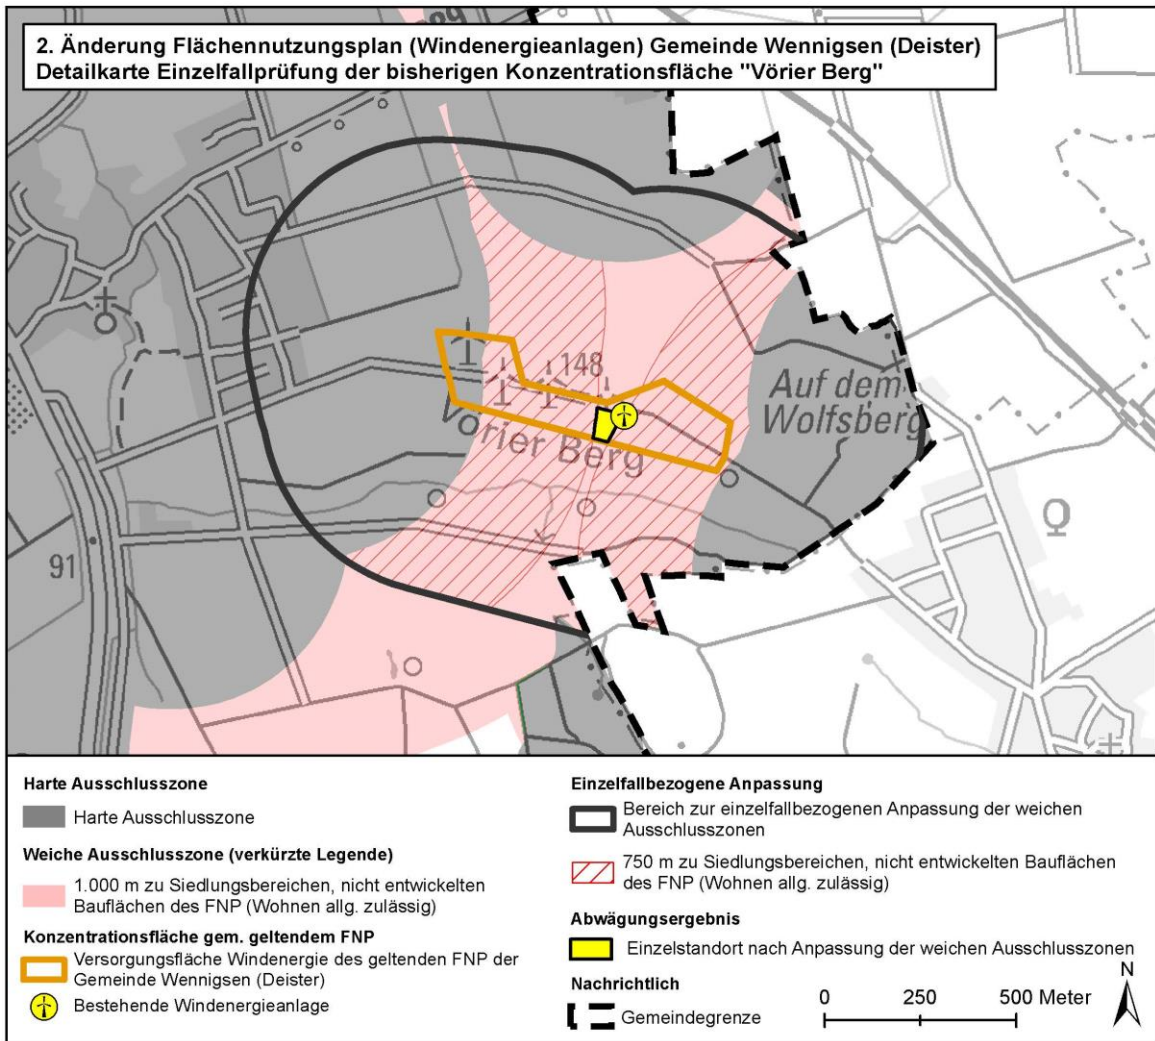 2. Änderung Flächennutzungsplan (Windenergieanlagen) Gemeinde Wennigsen (Deister)
Detailkarte Einzelfallprüfung der bisherigen Konzentrationsfläche "Vörier Berg"
148
Auf dem
Wolfsberg
Vörier Berg
91
Harte Ausschlusszone
Harte Ausschlusszone
Weiche Ausschlusszone (verkürzte Legende)
1.000 m zu Siedlungsbereichen, nicht entwickelten
Bauflächen des FNP (Wohnen allg. zulässig)
Konzentrationsfläche gem. geltendem FNP
Versorgungsfläche Windenergie des geltenden FNP der
Gemeinde Wennigsen (Deister)
Bestehende Windenergieanlage
Einzelfallbezogene Anpassung
Bereich zur einzelfallbezogenen Anpassung der weichen
Ausschlusszonen
750 m zu Siedlungsbereichen, nicht entwickelten Bauflächen
des FNP (Wohnen allg. zulässig)
Abwägungsergebnis
Einzelstandort nach Anpassung der weichen Ausschlusszonen
Nachrichtlich
Gemeindegrenze
0 250 500 Meter
N